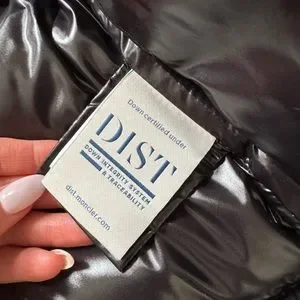 Down certified under
DIST
DOWN INTEGRITY SYSTEM
& TRACEABILITY
dist.moncler.com